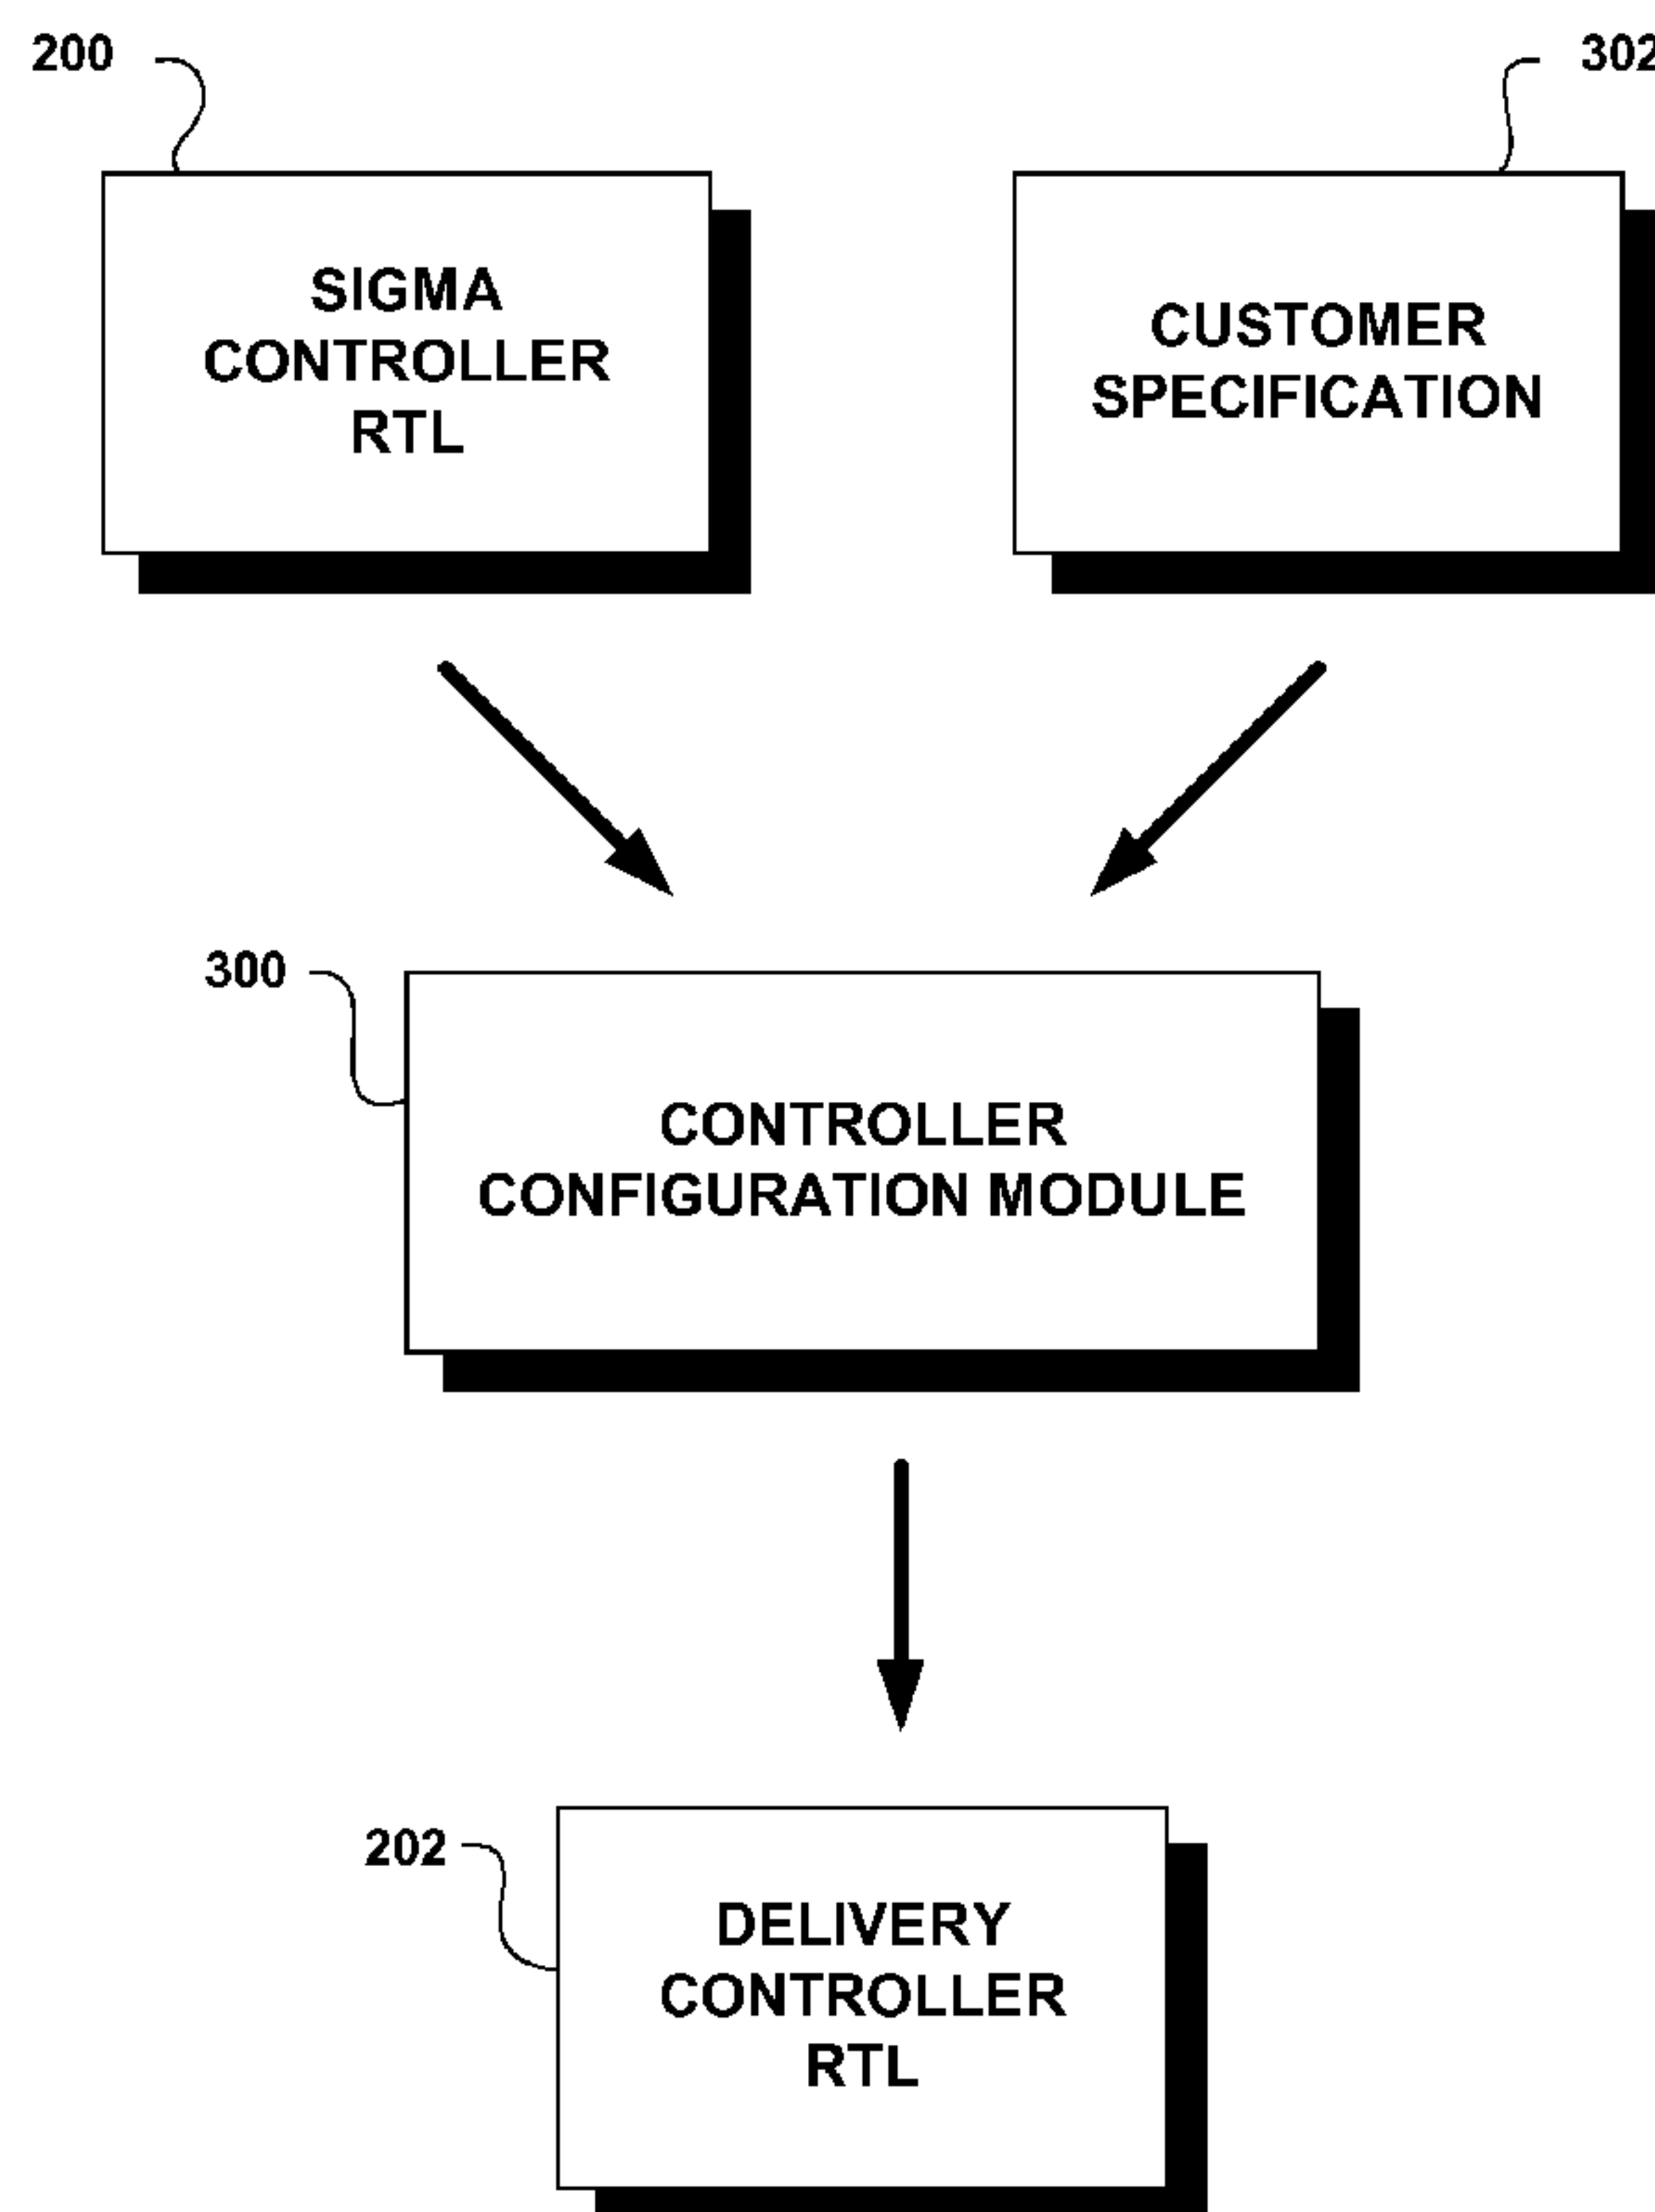 200
302
SIGMA
CONTROLLER
RTL
CUSTOMER
SPECIFICATION
300
CONTROLLER
CONFIGURATION MODULE
202
DELIVERY
CONTROLLER
RTL